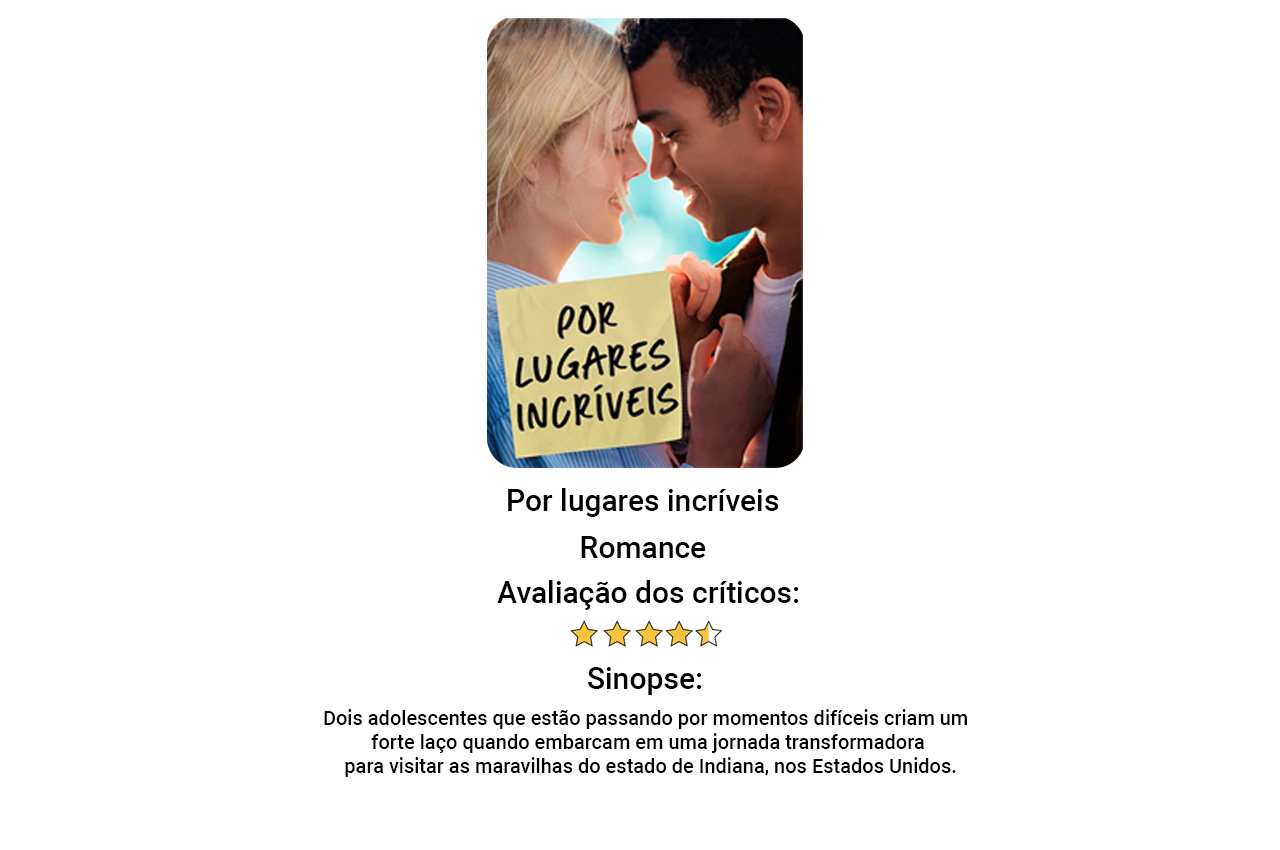 POR
LUGARES
INCRÍVEIS
Por lugares incríveis
Romance
Avaliação dos críticos:
Sinopse:
Dois adolescentes que estão passando por momentos difíceis criam um
forte laço quando embarcam em uma jornada transformadora
para visitar as maravilhas do estado de Indiana, nos Estados Unidos.